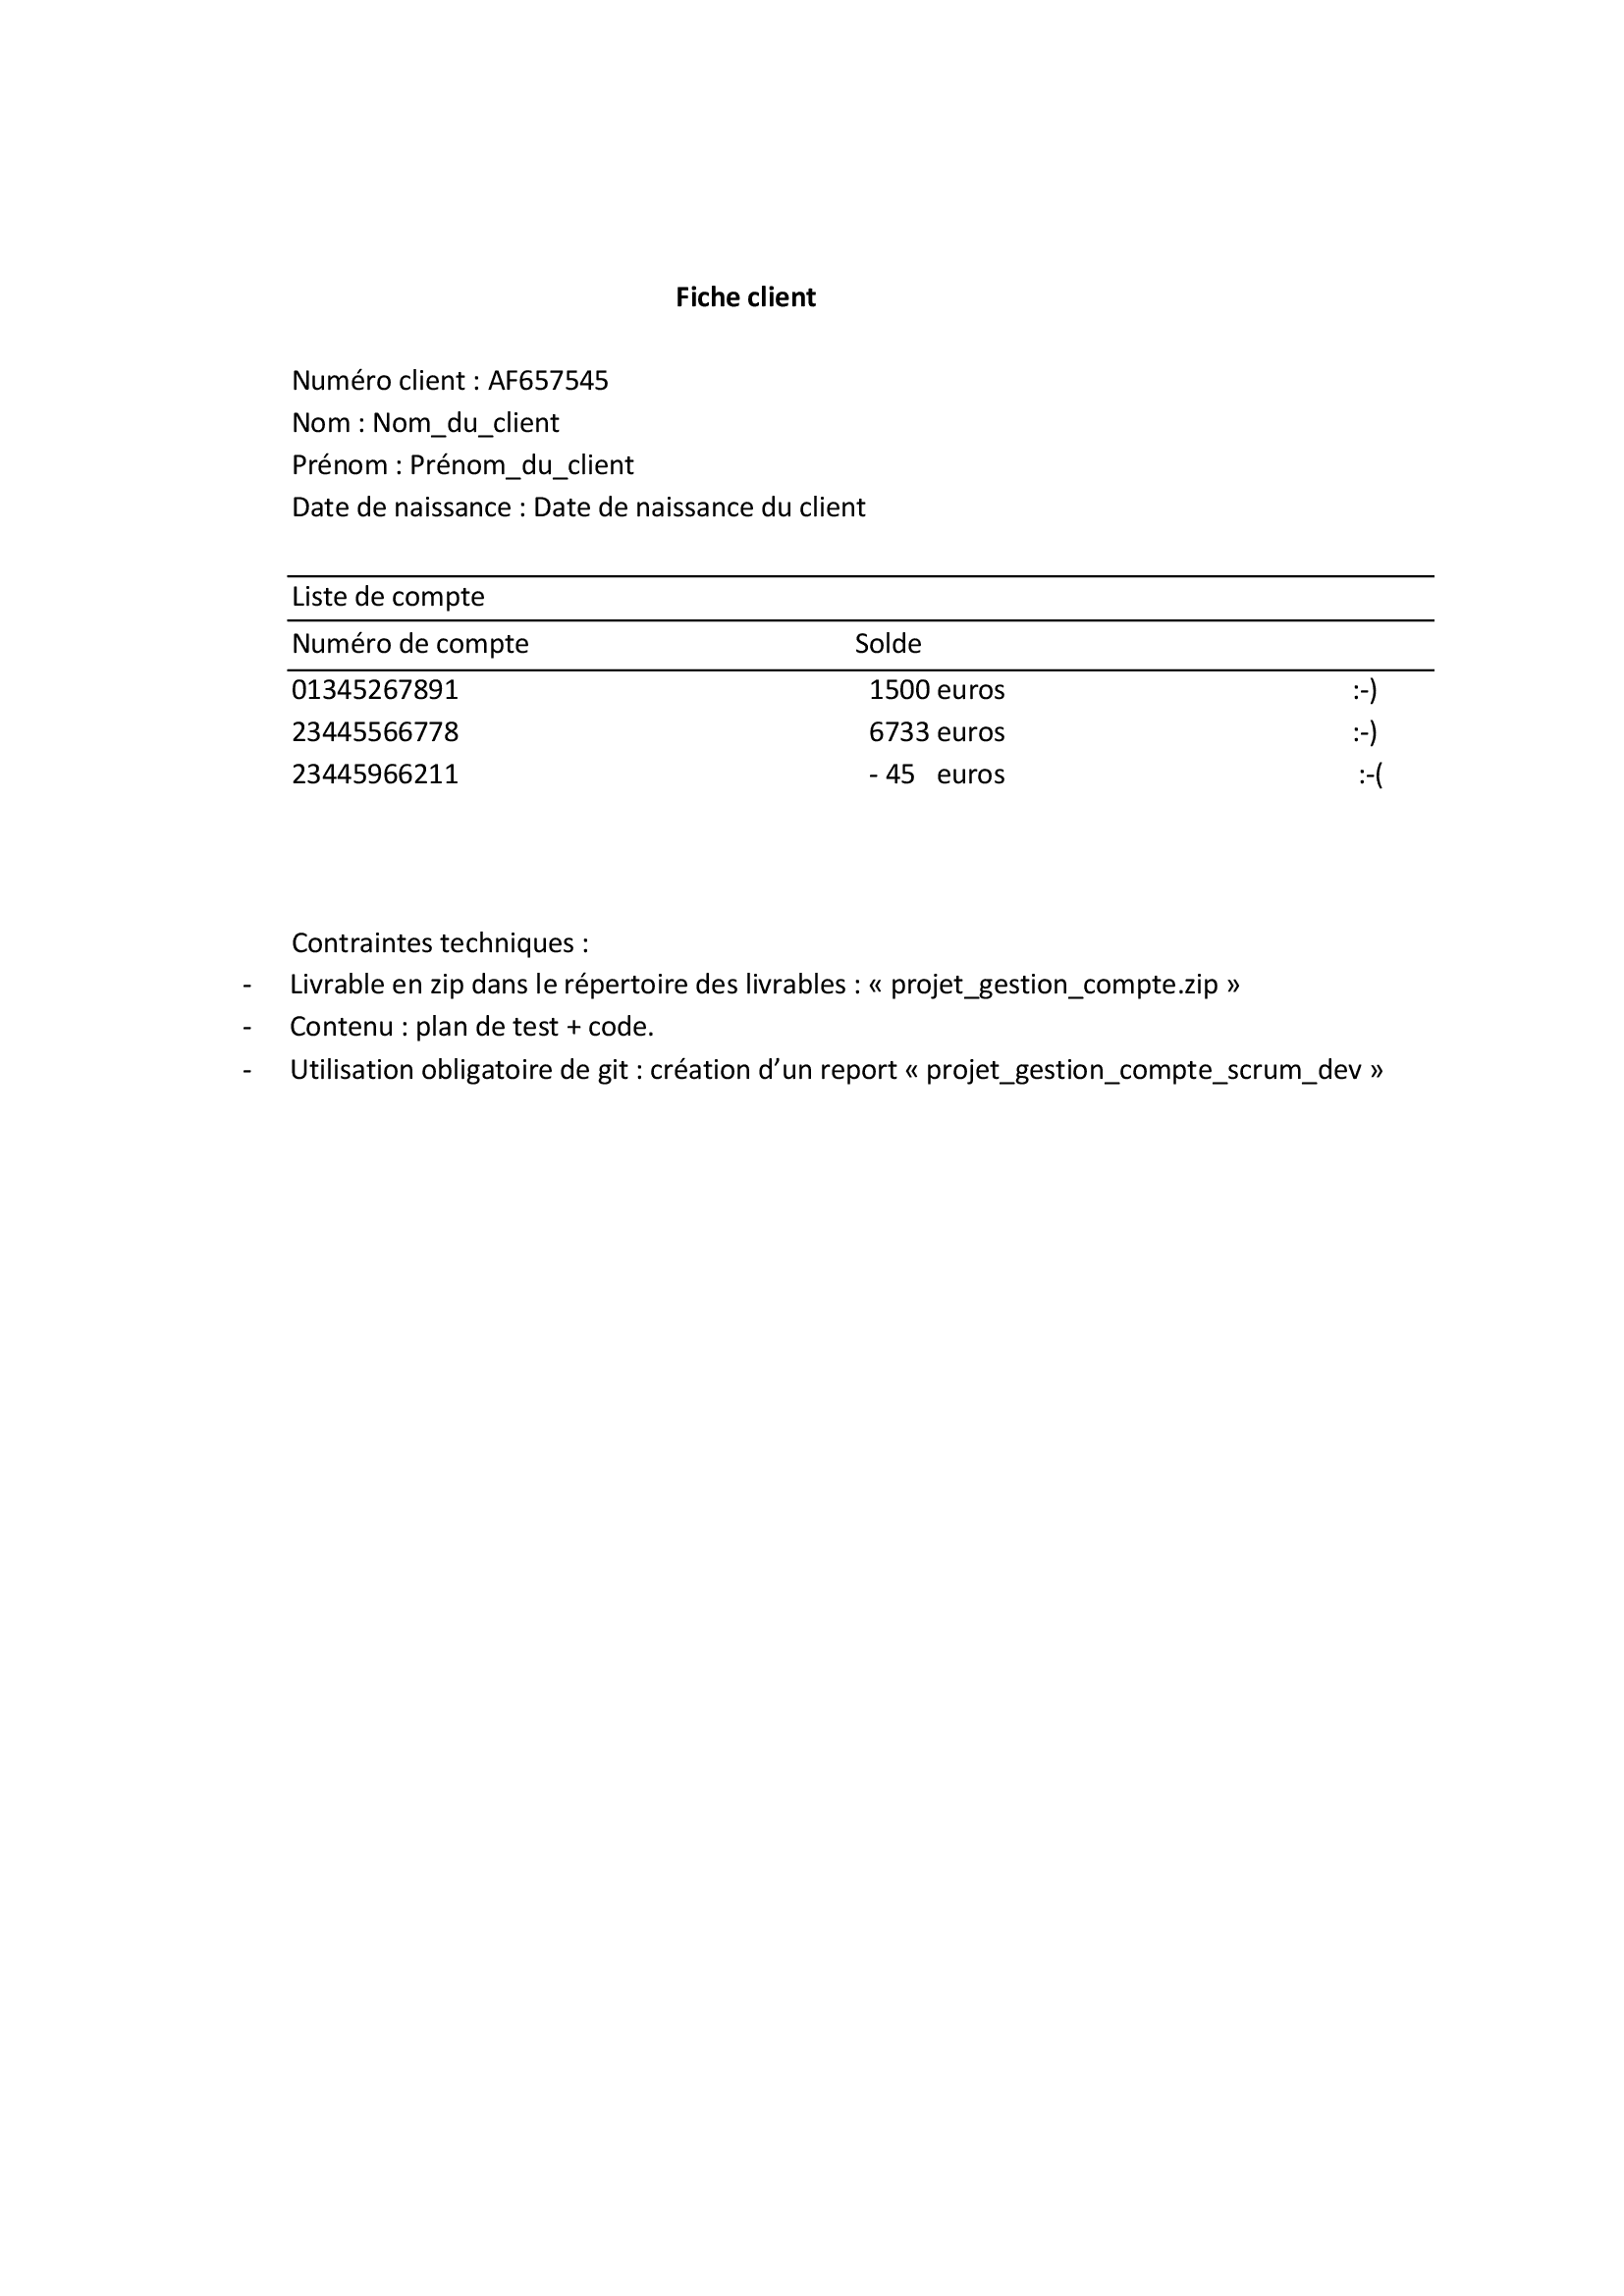 Fiche client
Numéro client : AF657545
Nom : Nom_du_client
Prénom : Prénom_du_client
Date de naissance : Date de naissance du client
Liste de compte
Numéro de compte Solde
01345267891 1500 euros :-)
23445566778 6733 euros :-)
23445966211 - 45 euros :-(
Contraintes techniques :
- Livrable en zip dans le répertoire des livrables : « projet_gestion_compte.zip »
- Contenu : plan de test + code.
- Utilisation obligatoire de git : création d’un report « projet_gestion_compte_scrum_dev »